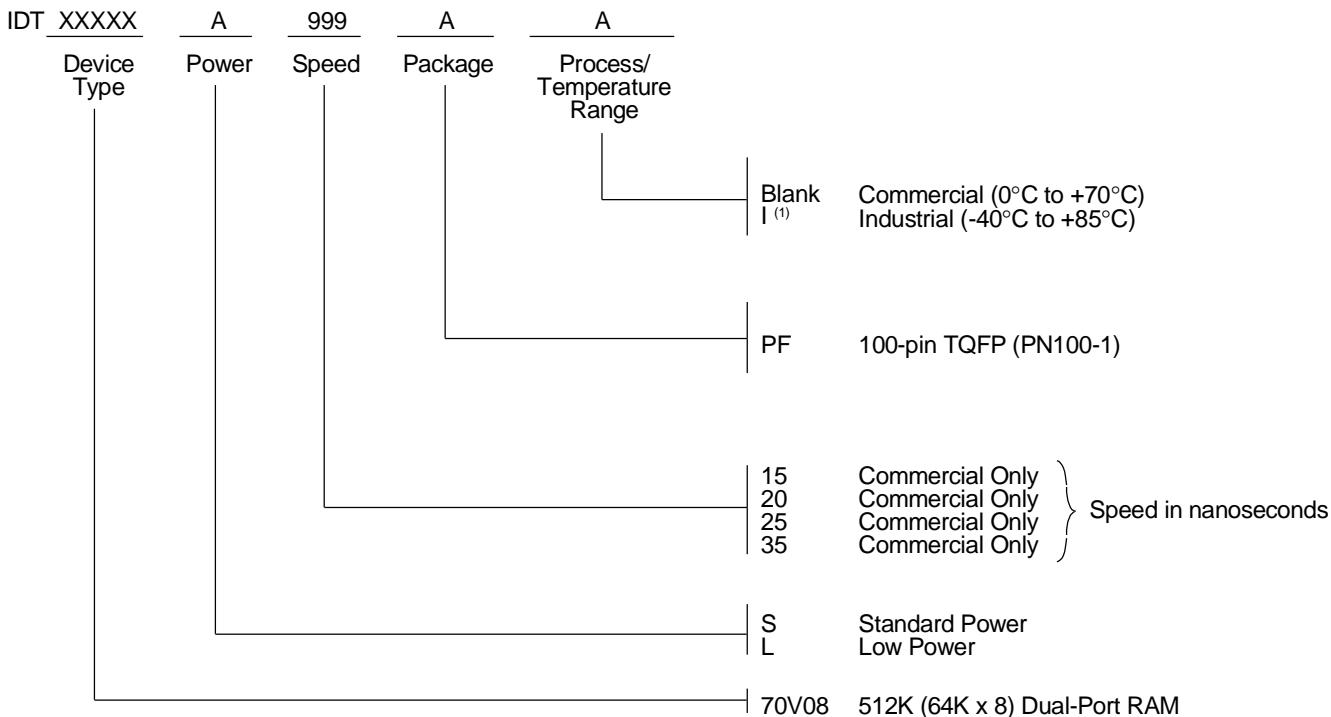 IDT XXXXX A 999 A A
Device Type Power Speed Package Process/ Temperature Range
Blank Commercial (0°C to +70°C)
I (1) Industrial (-40°C to +85°C)
PF 100-pin TQFP (PN100-1)
15 Commercial Only
20 Commercial Only
25 Commercial Only
35 Commercial Only
Speed in nanoseconds
S Standard Power
L Low Power
70V08 512K (64K x 8) Dual-Port RAM